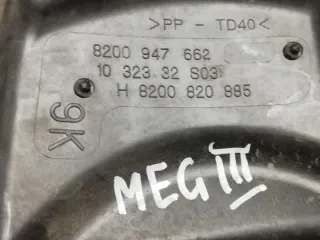 >PP - TD40<
8200 947 662
10 323 32 S03
H 8200 820 885
9K
MEG III